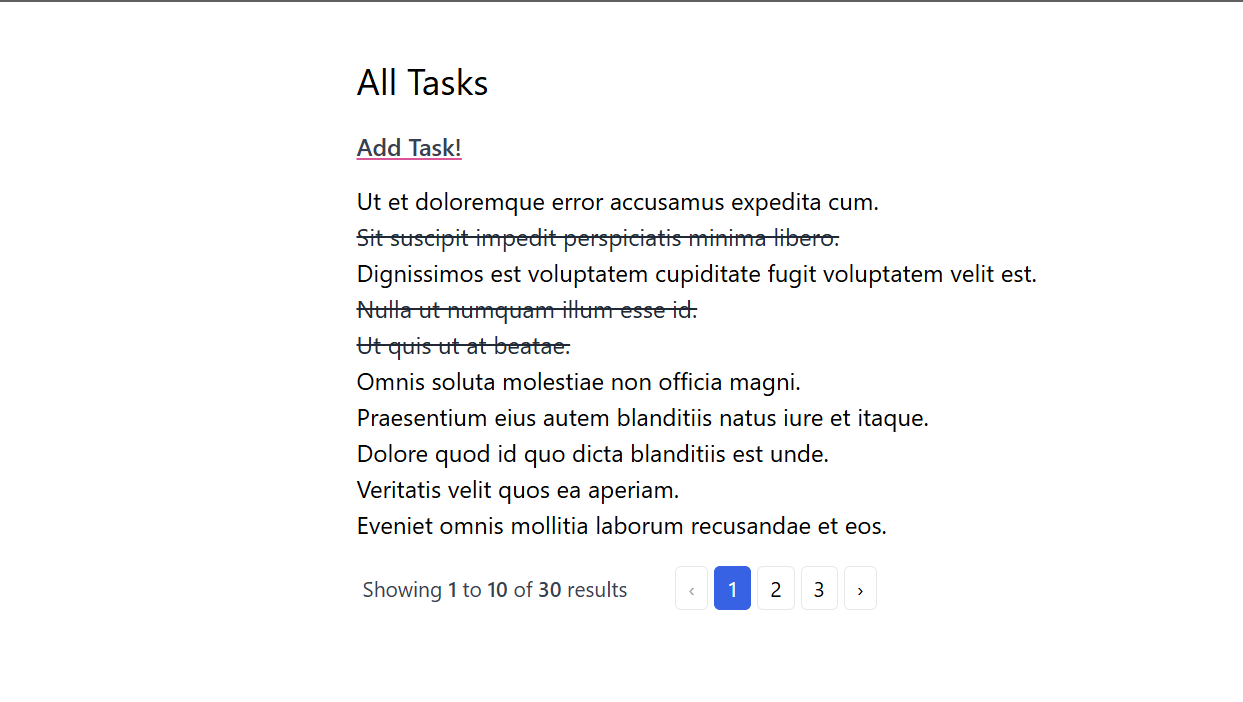 All Tasks
Add Task!
Ut et doloremque error accusamus expedita cum.
Sit suscipit impedit perspiciatis minima libero.
Dignissimos est voluptatem cupiditate fugit voluptatem velit est.
Nulla ut numquam illum esse id.
Ut quis ut at beatae.
Omnis soluta molestiae non officia magni.
Praesentium eius autem blanditiis natus iure et itaque.
Dolore quod id quo dicta blanditiis est unde.
Veritatis velit quos ea aperiam.
Eveniet omnis mollitia laborum recusandae et eos.
Showing 1 to 10 of 30 results ‹ 1 2 3 ›